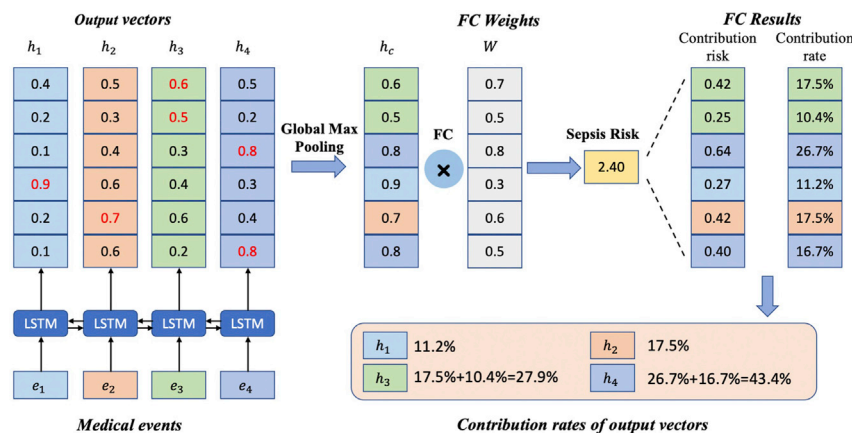 Output vectors
FC Weights
FC Results
h₁ h₂ h₃ h₄
h_c W
Contribution risk
Contribution rate
0.4 0.5 0.6 0.5 0.6 0.7 0.42 17.5%
0.2 0.3 0.5 0.2 0.5 0.5 0.25 10.4%
0.1 0.4 0.3 0.8 0.8 0.8 0.64 26.7%
0.9 0.6 0.4 0.3 0.9 0.3 0.27 11.2%
0.2 0.7 0.6 0.4 0.7 0.6 0.42 17.5%
0.1 0.6 0.2 0.8 0.8 0.5 0.40 16.7%
Global Max
Pooling
FC
×
Sepsis Risk
2.40
LSTM LSTM LSTM LSTM
e₁ e₂ e₃ e₄
Medical events
h₁ 11.2% h₂ 17.5%
h₃ 17.5%+10.4%=27.9% h₄ 26.7%+16.7%=43.4%
Contribution rates of output vectors